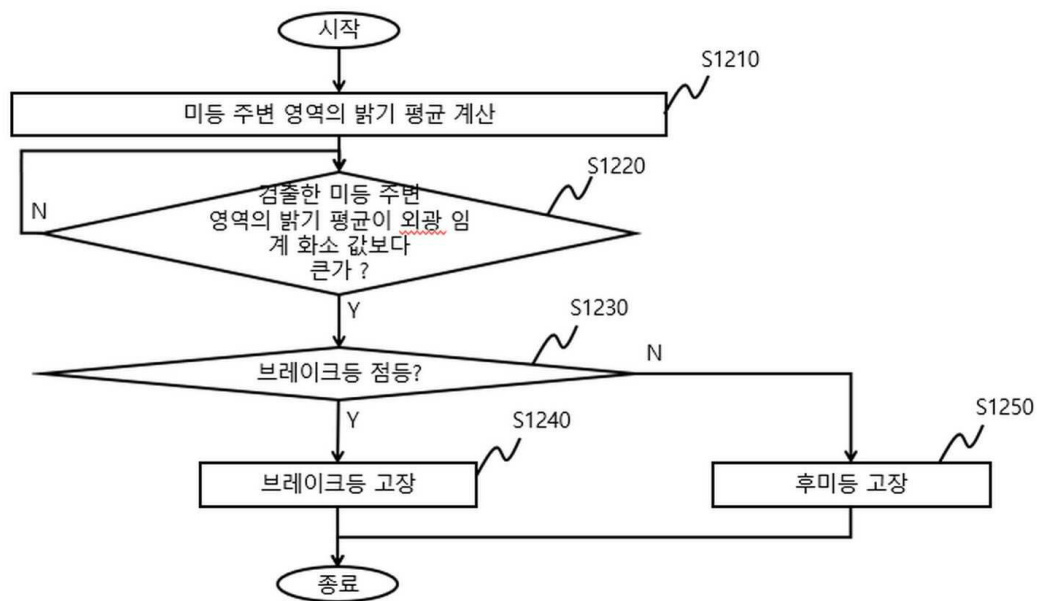 시작
S1210
미등 주변 영역의 밝기 평균 계산
S1220
검출한 미등 주변
영역의 밝기 평균이 외광 임
계 화소 값보다
큰가 ?
N
Y
S1230
브레이크등 점등?
N
Y
S1240
브레이크등 고장
S1250
후미등 고장
종료